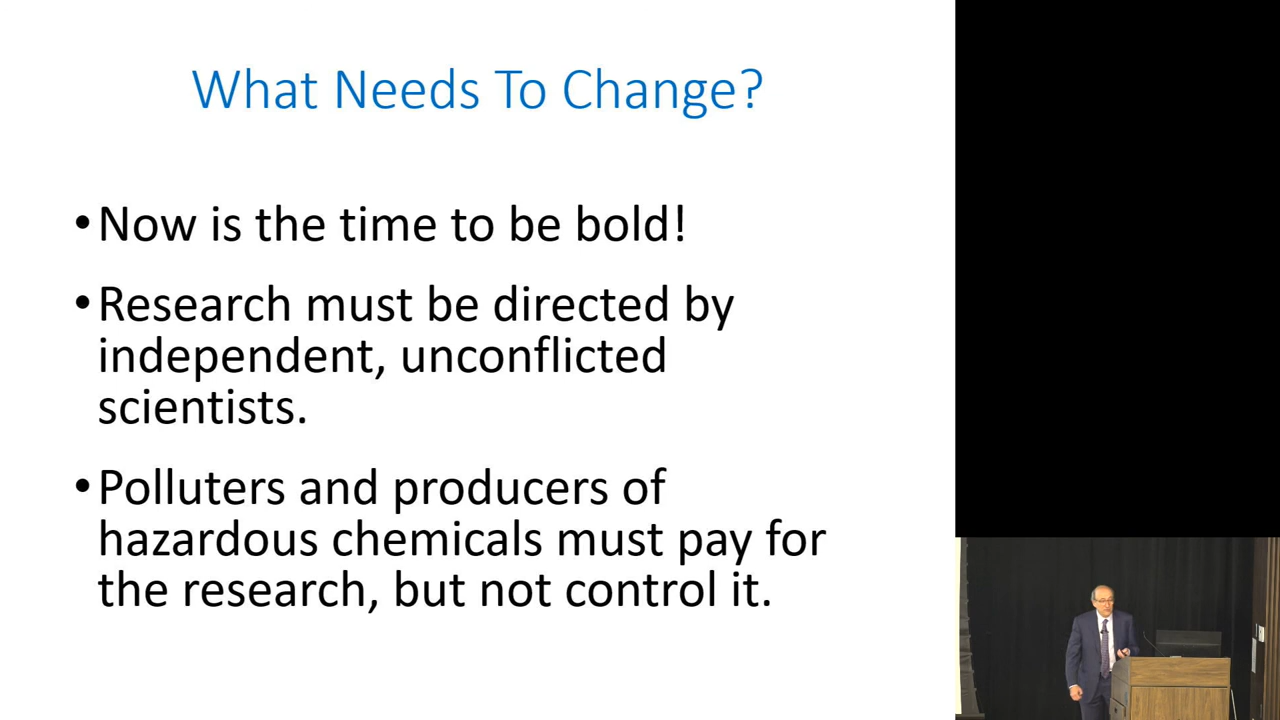 What Needs To Change?
•Now is the time to be bold!
•Research must be directed by
independent, unconflicted
scientists.
•Polluters and producers of
hazardous chemicals must pay for
the research, but not control it.